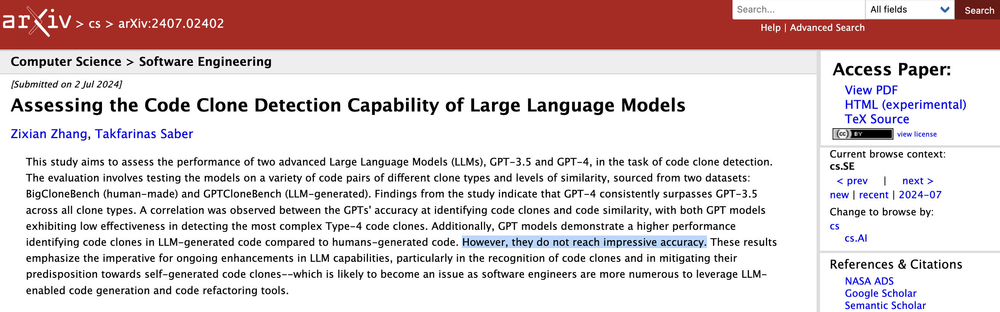 arXiv > cs > arXiv:2407.02402
Search...
All fields
Search
Help | Advanced Search
Computer Science > Software Engineering
[Submitted on 2 Jul 2024]
Assessing the Code Clone Detection Capability of Large Language Models
Zixian Zhang, Takfarinas Saber
This study aims to assess the performance of two advanced Large Language Models (LLMs), GPT-3.5 and GPT-4, in the task of code clone detection.
The evaluation involves testing the models on a variety of code pairs of different clone types and levels of similarity, sourced from two datasets:
BigCloneBench (human-made) and GPTCloneBench (LLM-generated). Findings from the study indicate that GPT-4 consistently surpasses GPT-3.5
across all clone types. A correlation was observed between the GPTs' accuracy at identifying code clones and code similarity, with both GPT models
exhibiting low effectiveness in detecting the most complex Type-4 code clones. Additionally, GPT models demonstrate a higher performance
identifying code clones in LLM-generated code compared to humans-generated code. However, they do not reach impressive accuracy. These results
emphasize the imperative for ongoing enhancements in LLM capabilities, particularly in the recognition of code clones and in mitigating their
predisposition towards self-generated code clones--which is likely to become an issue as software engineers are more numerous to leverage LLM-
enabled code generation and code refactoring tools.
Access Paper:
View PDF
HTML (experimental)
TeX Source
(cc) BY view license
Current browse context:
cs.SE
< prev | next >
new | recent | 2024-07
Change to browse by:
cs
cs.AI
References & Citations
NASA ADS
Google Scholar
Semantic Scholar